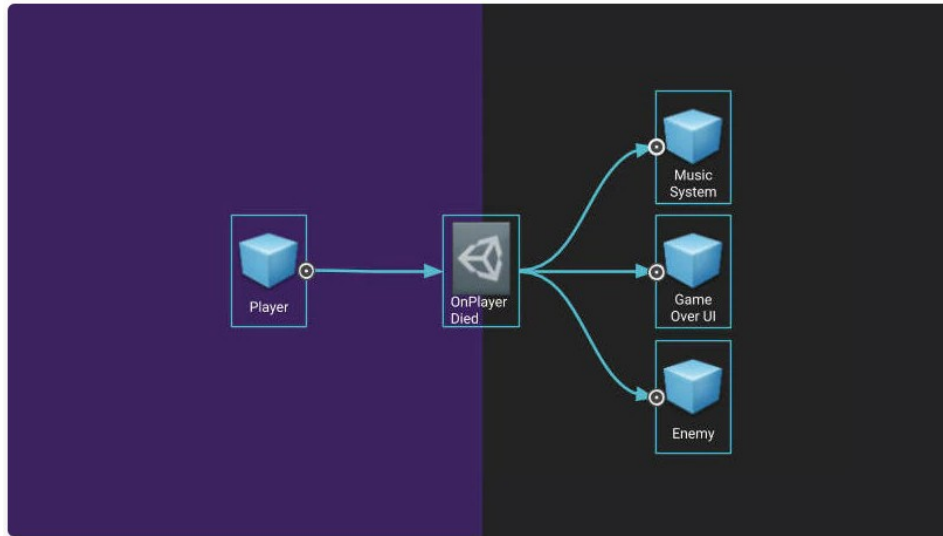 Player
OnPlayer
Died
Music
System
Game
Over UI
Enemy